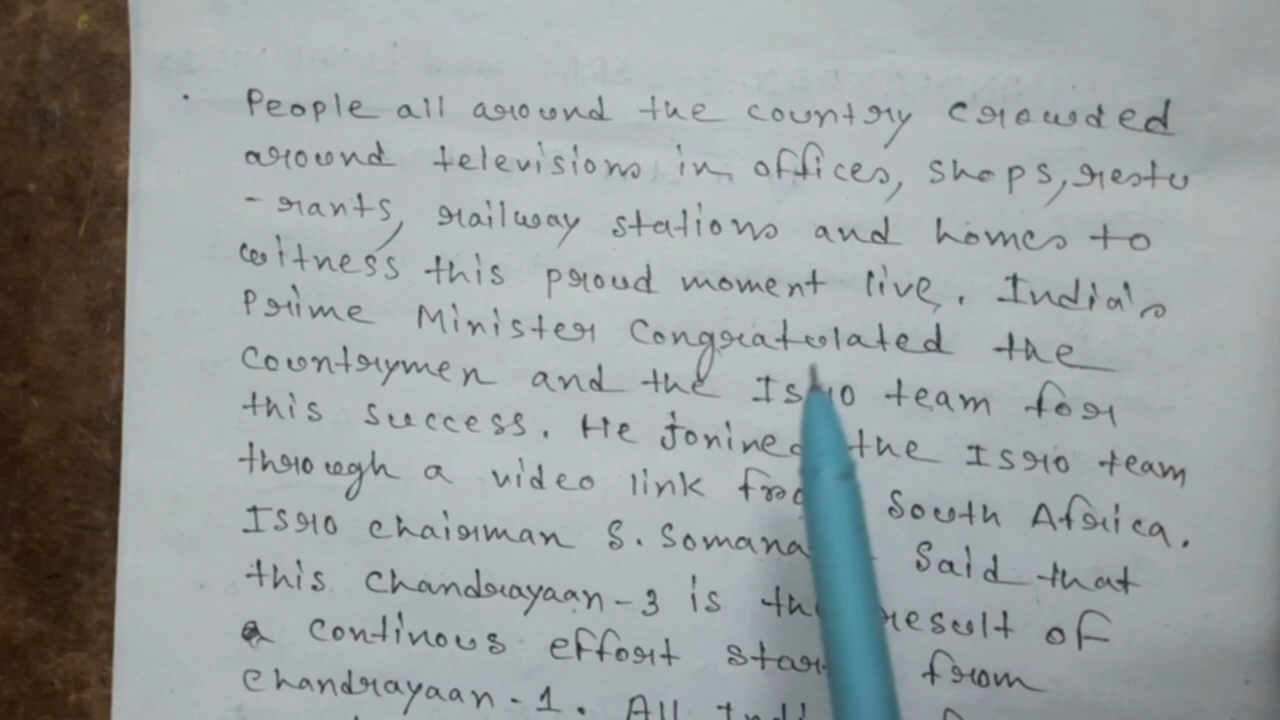 People all around the country crowded
around televisions in offices, shops, restu
-rants, railway stations and homes to
witness this proud moment live. India's
Prime Minister Congratulated the
Countrymen and the Isro team for
this success. He Jonined the Isro team
through a video link South Africa.
Isro chairman S. Said that
this Chandrayaan-3 is result of
a continous effort from
Chandrayaan-1. All